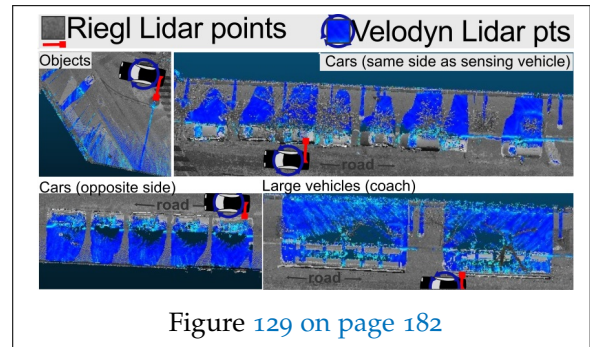 Riegl Lidar points Velodyn Lidar pts
Objects
Cars (same side as sensing vehicle)
road
Cars (opposite side)
road
Large vehicles (coach)
road
Figure 129 on page 182